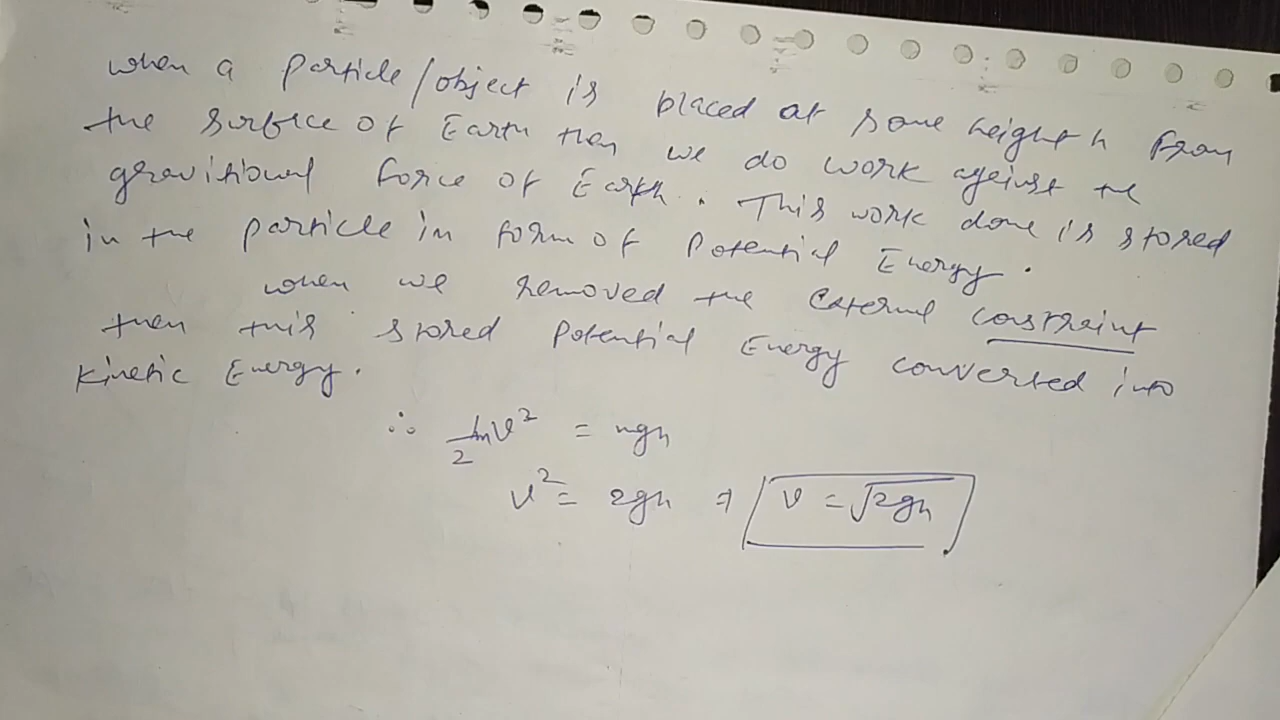 when a particle/object is placed at some height h from
the surface of Earth then we do work against the
gravitional force of Earth. This work done is stored
in the particle in form of Potential Energy.
when we removed the External constraint
then this stored potential Energy converted into
Kinetic Energy.
∴ 1/2 mv² = mgh
v² = 2gh ⇒ v = √2gh